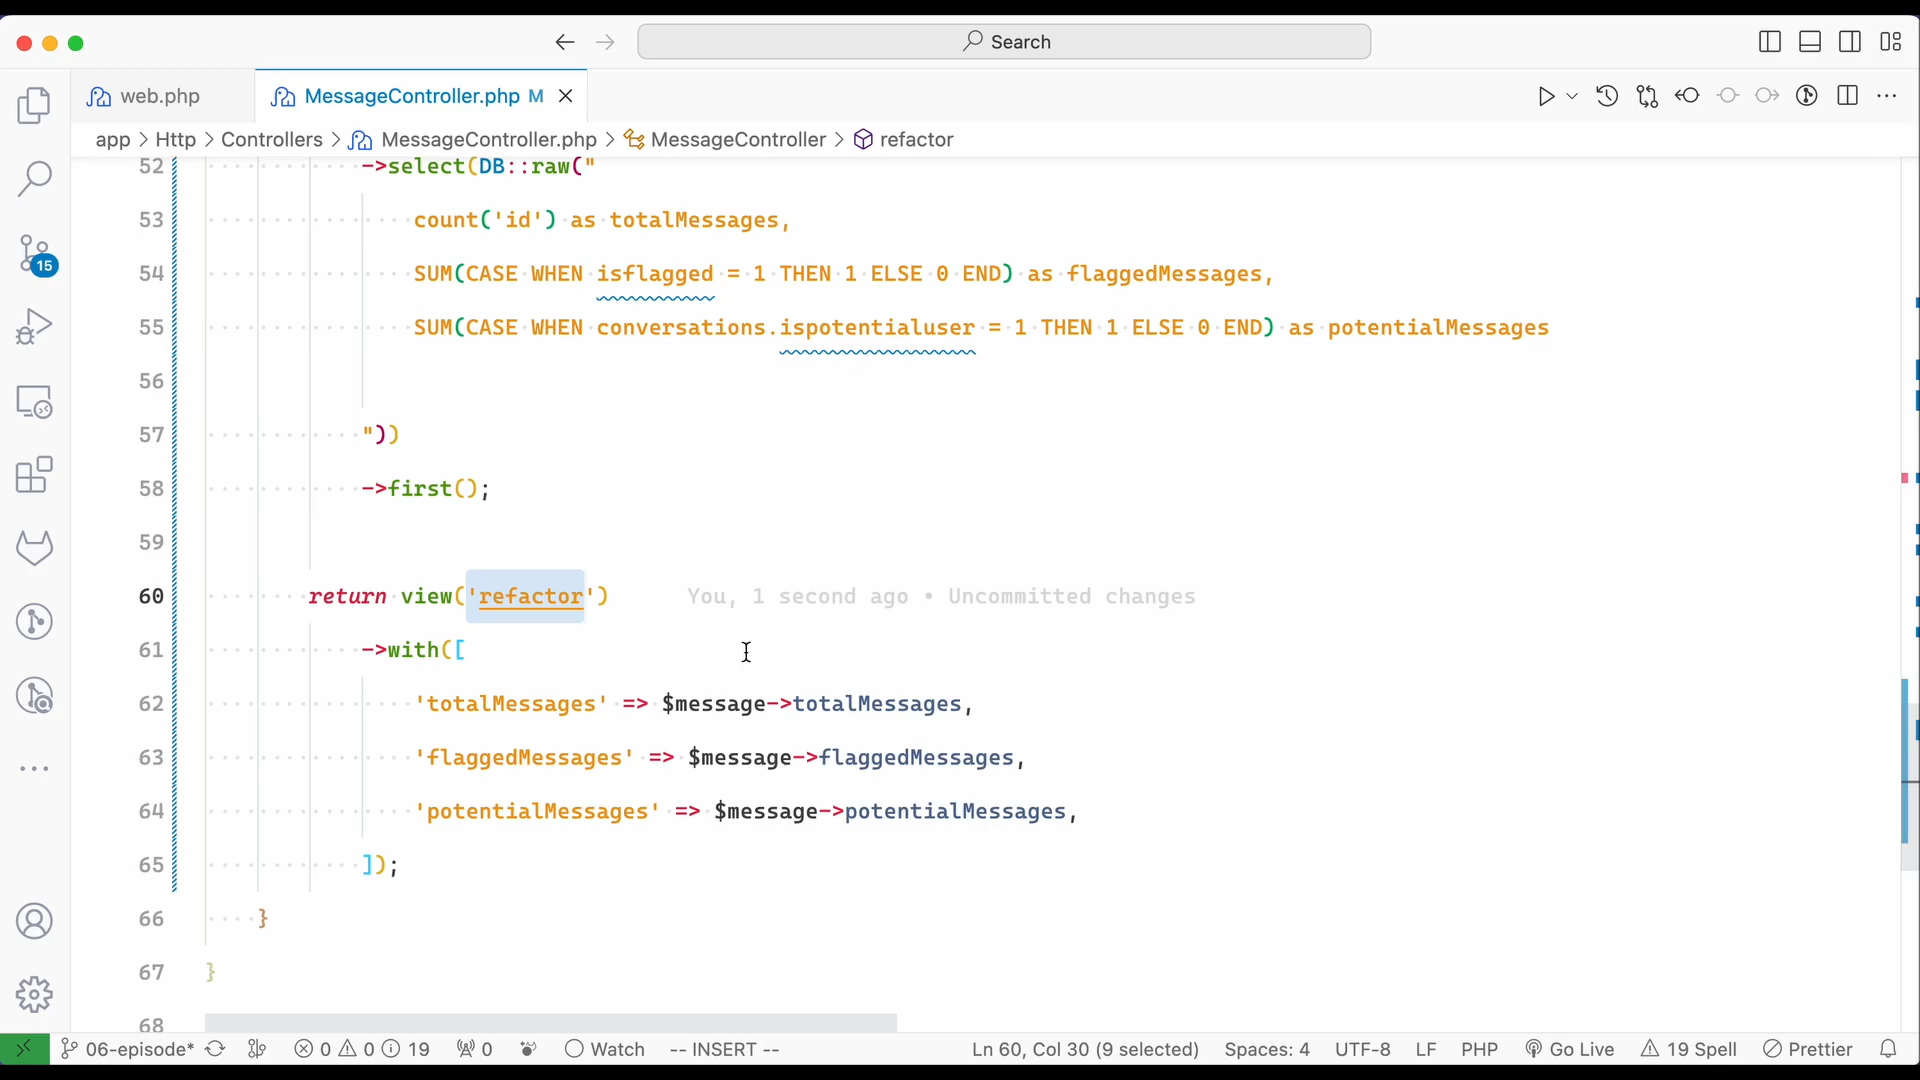 Search
web.php
MessageController.php M
app > Http > Controllers > MessageController.php > MessageController > refactor
52 ->select(DB::raw("
53 count('id') as totalMessages,
54 SUM(CASE WHEN isflagged = 1 THEN 1 ELSE 0 END) as flaggedMessages,
55 SUM(CASE WHEN conversations.ispotentialuser = 1 THEN 1 ELSE 0 END) as potentialMessages
56
57 "))
58 ->first();
59
60 return view('refactor') You, 1 second ago • Uncommitted changes
61 ->with([
62 'totalMessages' => $message->totalMessages,
63 'flaggedMessages' => $message->flaggedMessages,
64 'potentialMessages' => $message->potentialMessages,
65 ]);
66 }
67 }
68
15
06-episode* 0 0 19 0 Watch -- INSERT -- Ln 60, Col 30 (9 selected) Spaces: 4 UTF-8 LF PHP Go Live 19 Spell Prettier